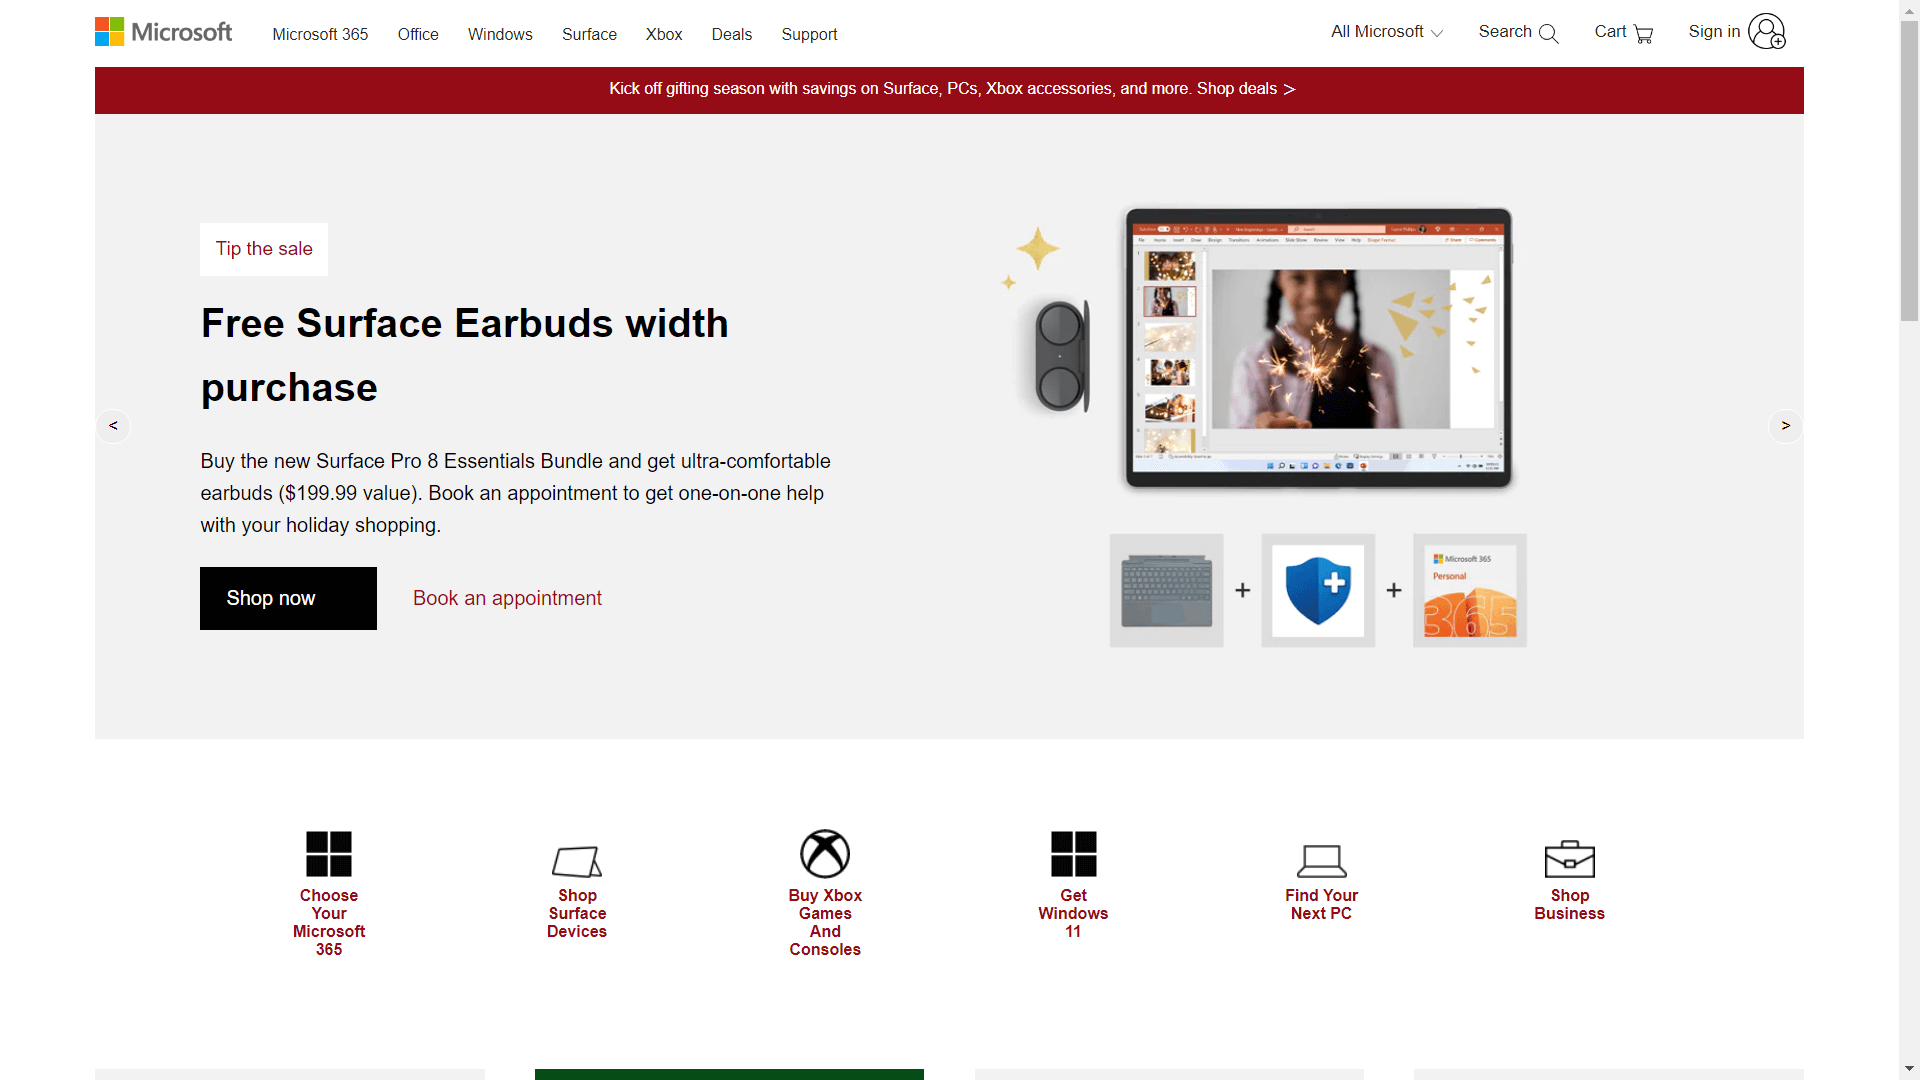 Microsoft
Microsoft 365
Office
Windows
Surface
Xbox
Deals
Support
All Microsoft
Search
Cart
Sign in
Kick off gifting season with savings on Surface, PCs, Xbox accessories, and more. Shop deals >
Tip the sale
Free Surface Earbuds width
purchase
<
>
Buy the new Surface Pro 8 Essentials Bundle and get ultra-comfortable
earbuds ($199.99 value). Book an appointment to get one-on-one help
with your holiday shopping.
Shop now
Book an appointment
+
+
Microsoft 365
Personal
365
Choose
Your
Microsoft
365
Shop
Surface
Devices
Buy Xbox
Games
And
Consoles
Get
Windows
11
Find Your
Next PC
Shop
Business